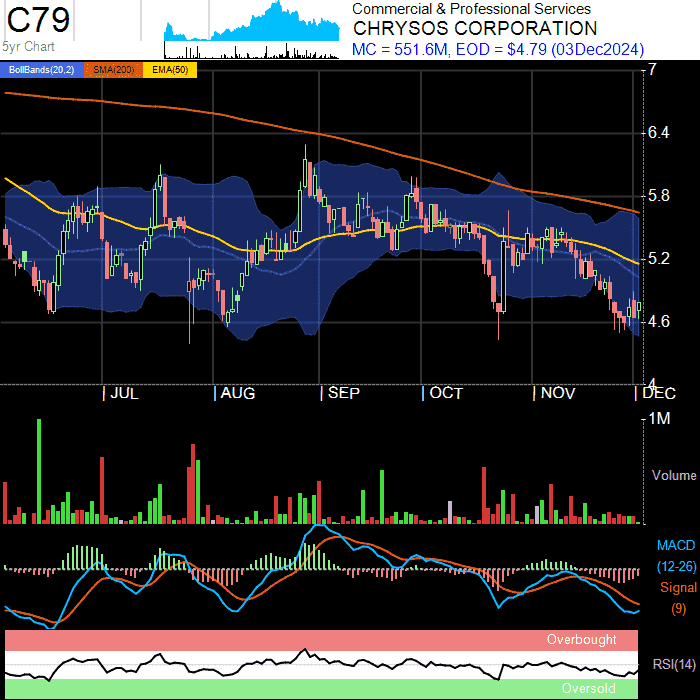 C79
5yr Chart
Commercial & Professional Services
CHRYSOS CORPORATION
MC = 551.6M, EOD = $4.79 (03Dec2024)
BollBands(20,2) SMA(200) EMA(50)
7
6.4
5.8
5.2
4.6
4
JUL AUG SEP OCT NOV DEC
1M
Volume
MACD
(12-26)
Signal
(9)
Overbought
RSI(14)
Oversold